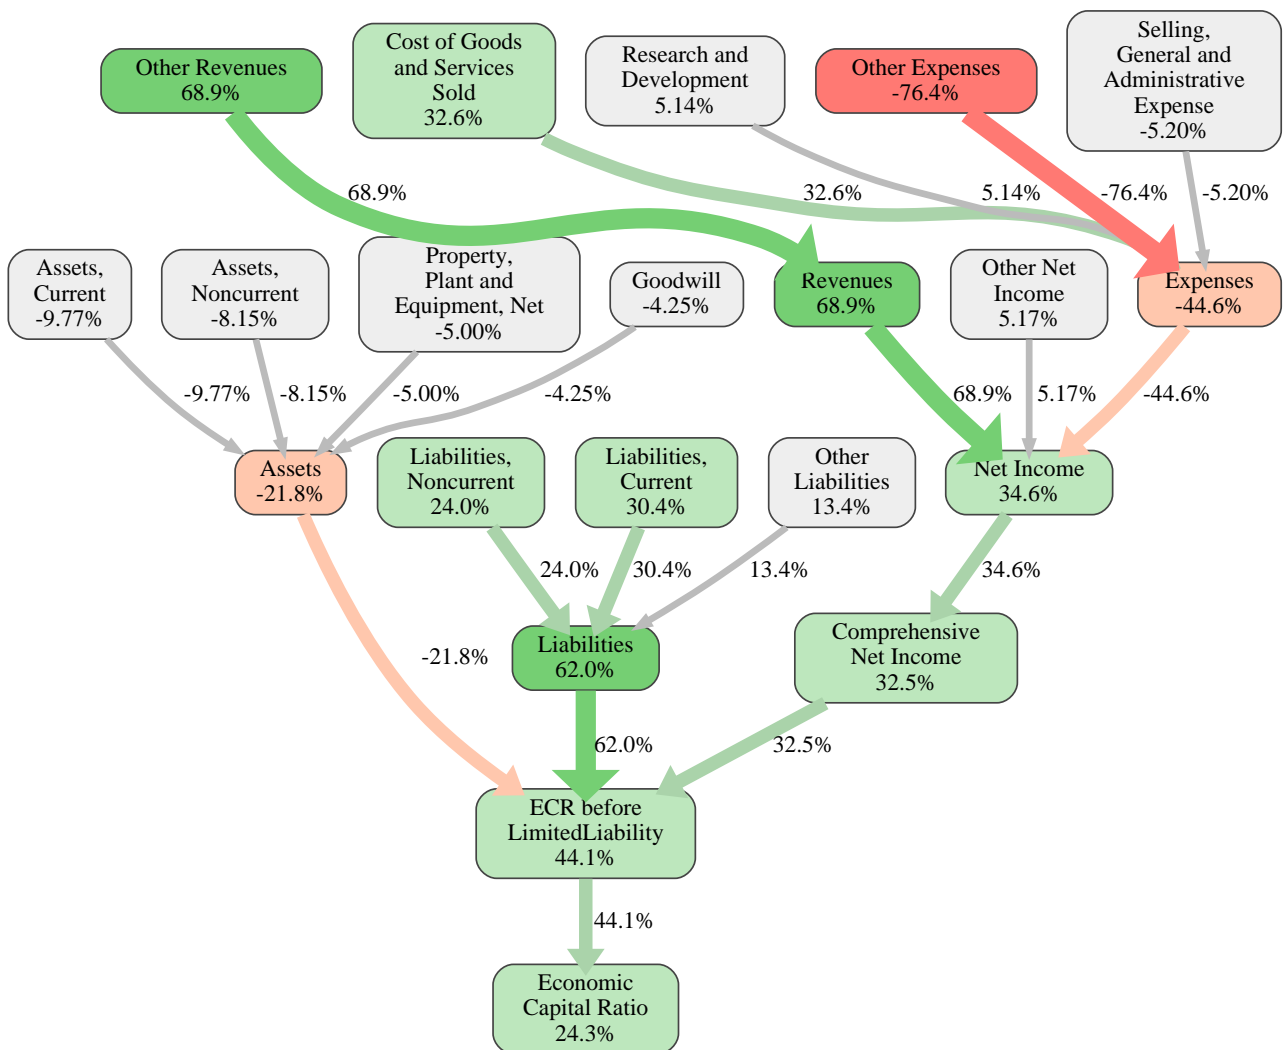 Other Revenues
68.9%
Cost of Goods
and Services
Sold
32.6%
Research and
Development
5.14%
Other Expenses
-76.4%
Selling,
General and
Administrative
Expense
-5.20%
68.9%
32.6%
5.14%
-76.4%
-5.20%
Assets,
Current
-9.77%
Assets,
Noncurrent
-8.15%
Property,
Plant and
Equipment, Net
-5.00%
Goodwill
-4.25%
Revenues
68.9%
Other Net
Income
5.17%
Expenses
-44.6%
-9.77%
-8.15%
-5.00%
-4.25%
68.9%
5.17%
-44.6%
Assets
-21.8%
Liabilities,
Noncurrent
24.0%
Liabilities,
Current
30.4%
Other
Liabilities
13.4%
Net Income
34.6%
24.0%
30.4%
13.4%
34.6%
-21.8%
Liabilities
62.0%
Comprehensive
Net Income
32.5%
62.0%
32.5%
ECR before
LimitedLiability
44.1%
44.1%
Economic
Capital Ratio
24.3%